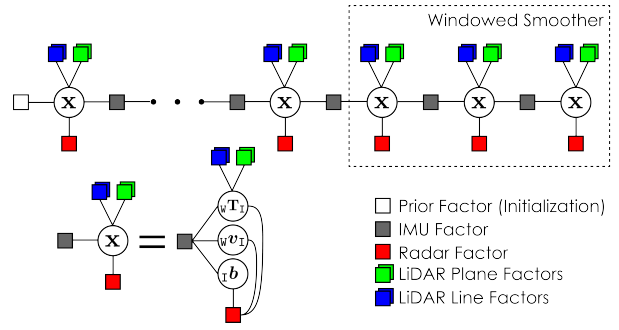 Windowed Smoother
x x x x x
x = WTI
WvI
Ib
Prior Factor (Initialization)
IMU Factor
Radar Factor
LiDAR Plane Factors
LiDAR Line Factors